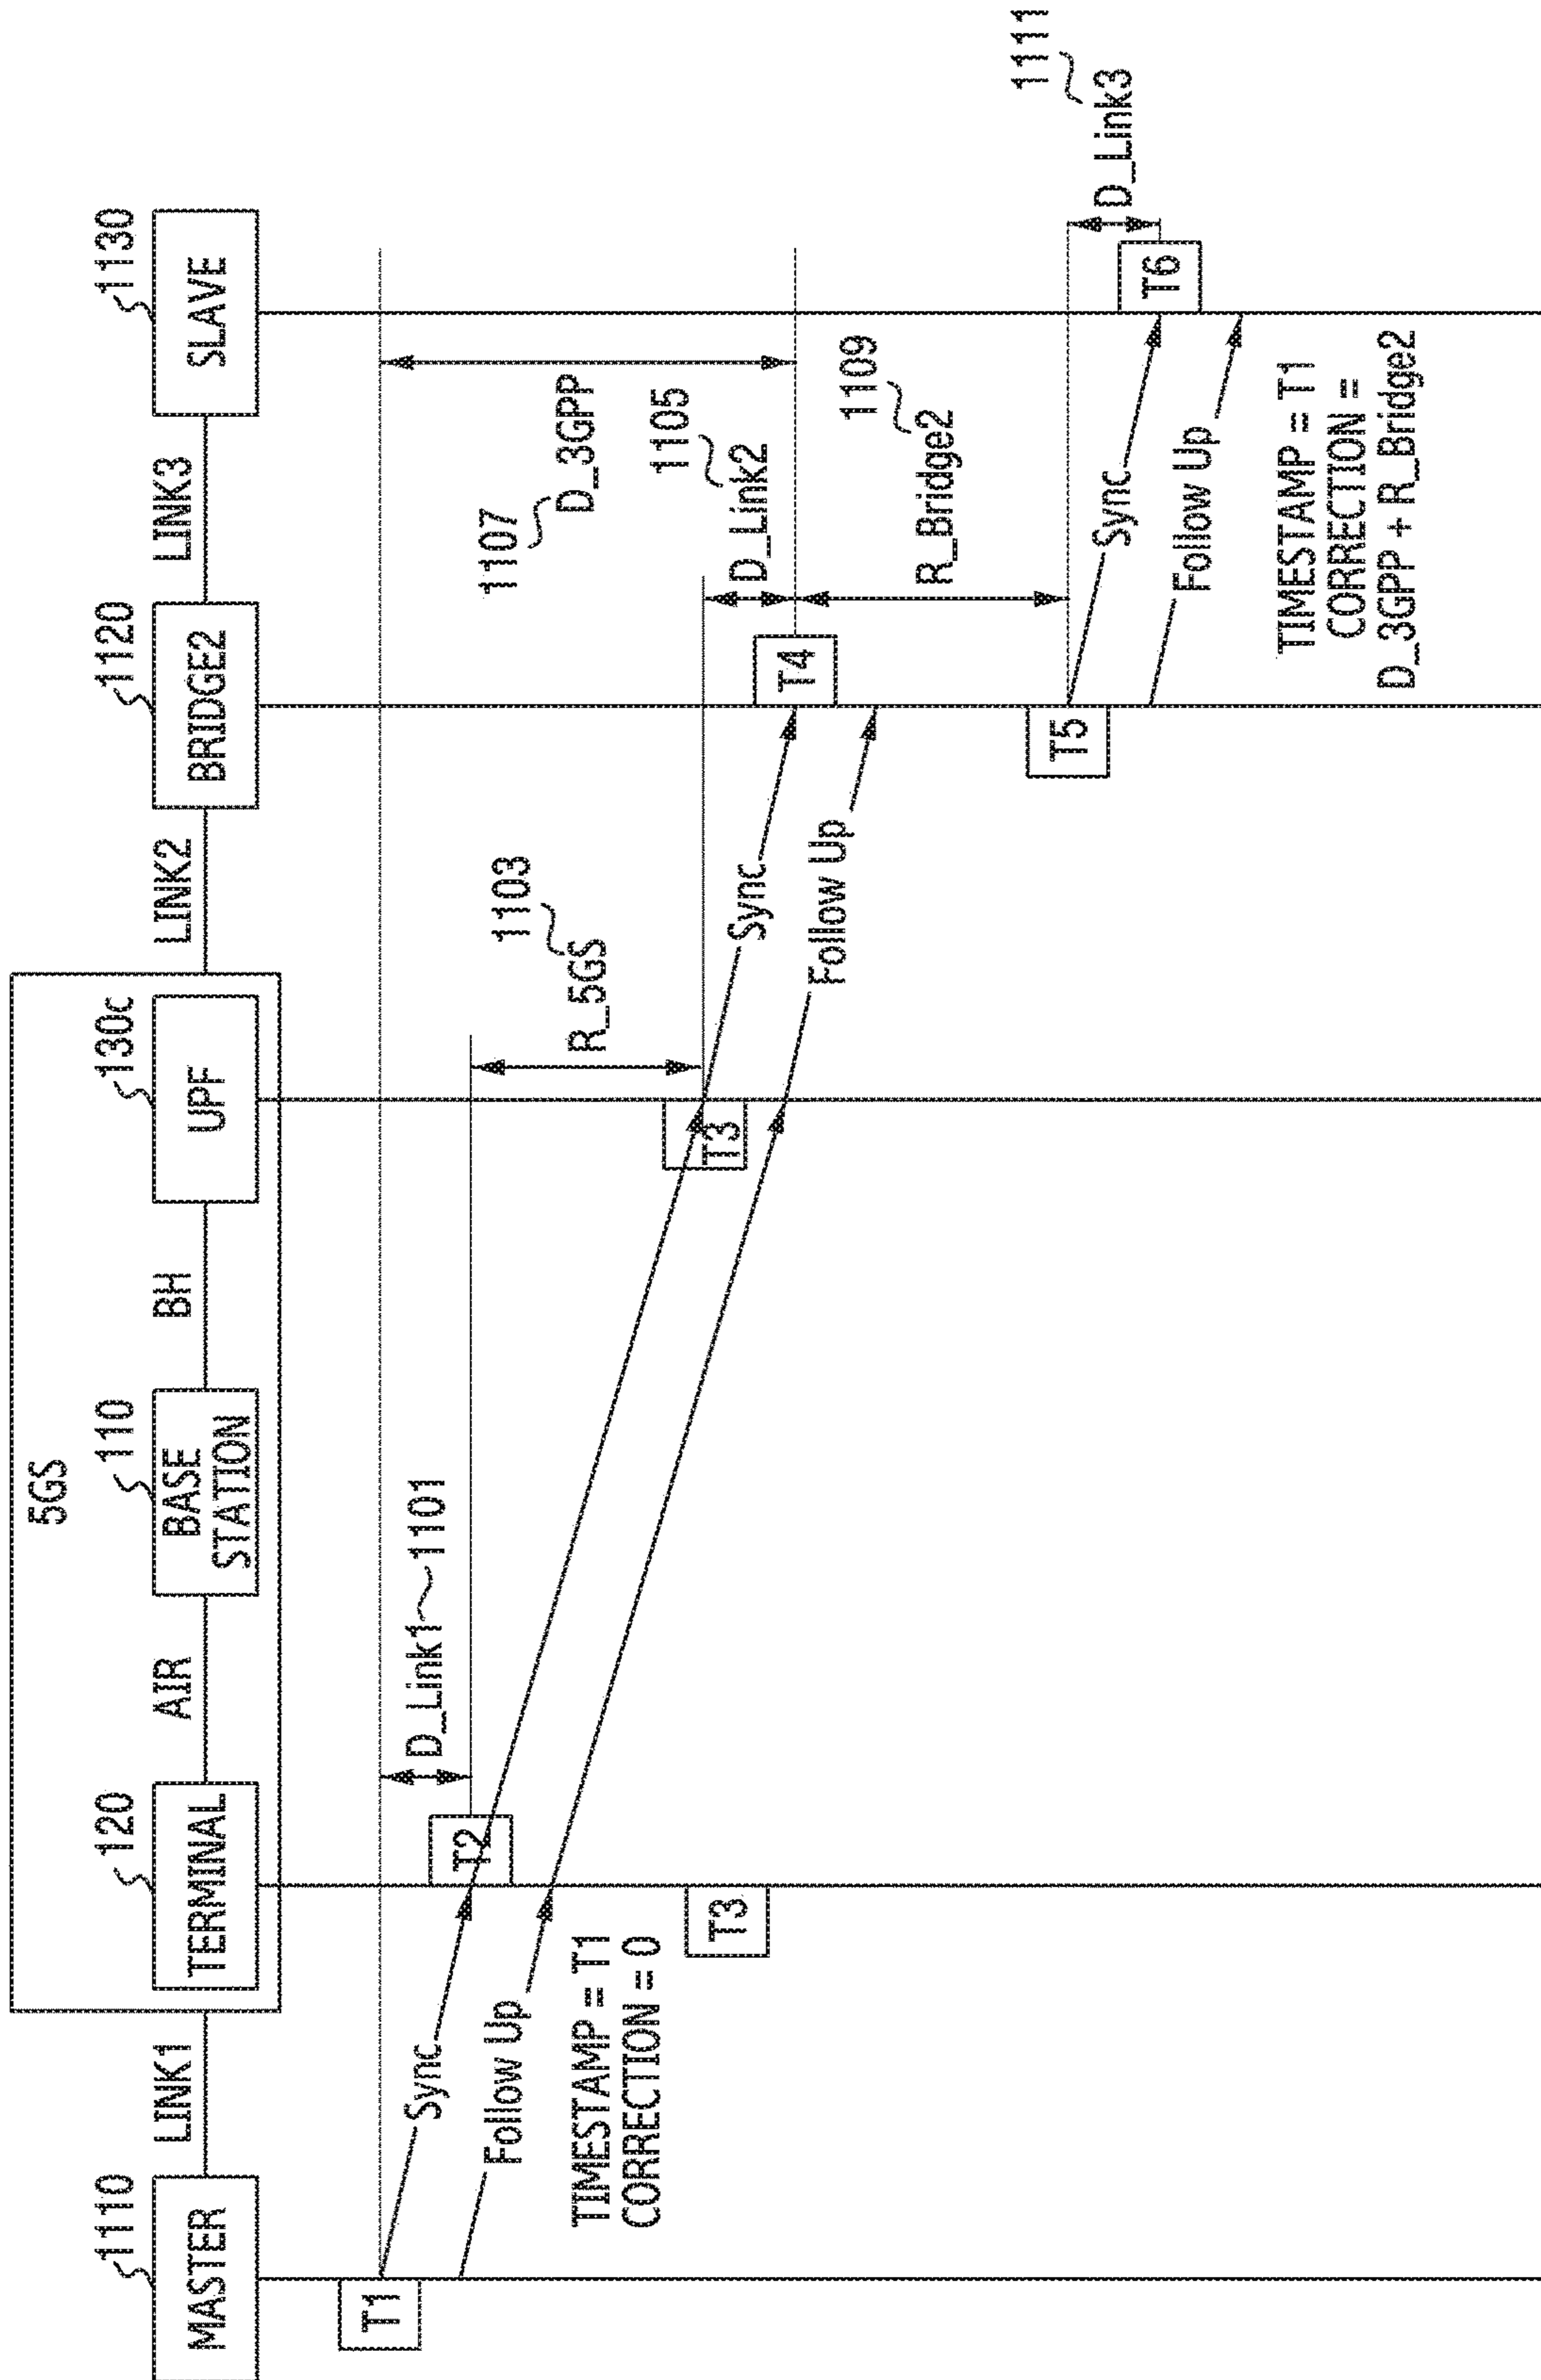 5GS
1110
120
110
130c
1120
1130
MASTER
LINK1
TERMINAL
AIR
BASE
STATION
BH
UPF
LINK2
BRIDGE2
LINK3
SLAVE
T1
Sync
D_Link1
1101
T2
Follow Up
TIMESTAMP = T1
CORRECTION = 0
T3
1103
R_5GS
T3
1107
D_3GPP
1105
D_Link2
Sync
T4
Follow Up
1109
R_Bridge2
T5
1111
D_Link3
Sync
T6
Follow Up
TIMESTAMP = T1
CORRECTION =
D_3GPP + R_Bridge2